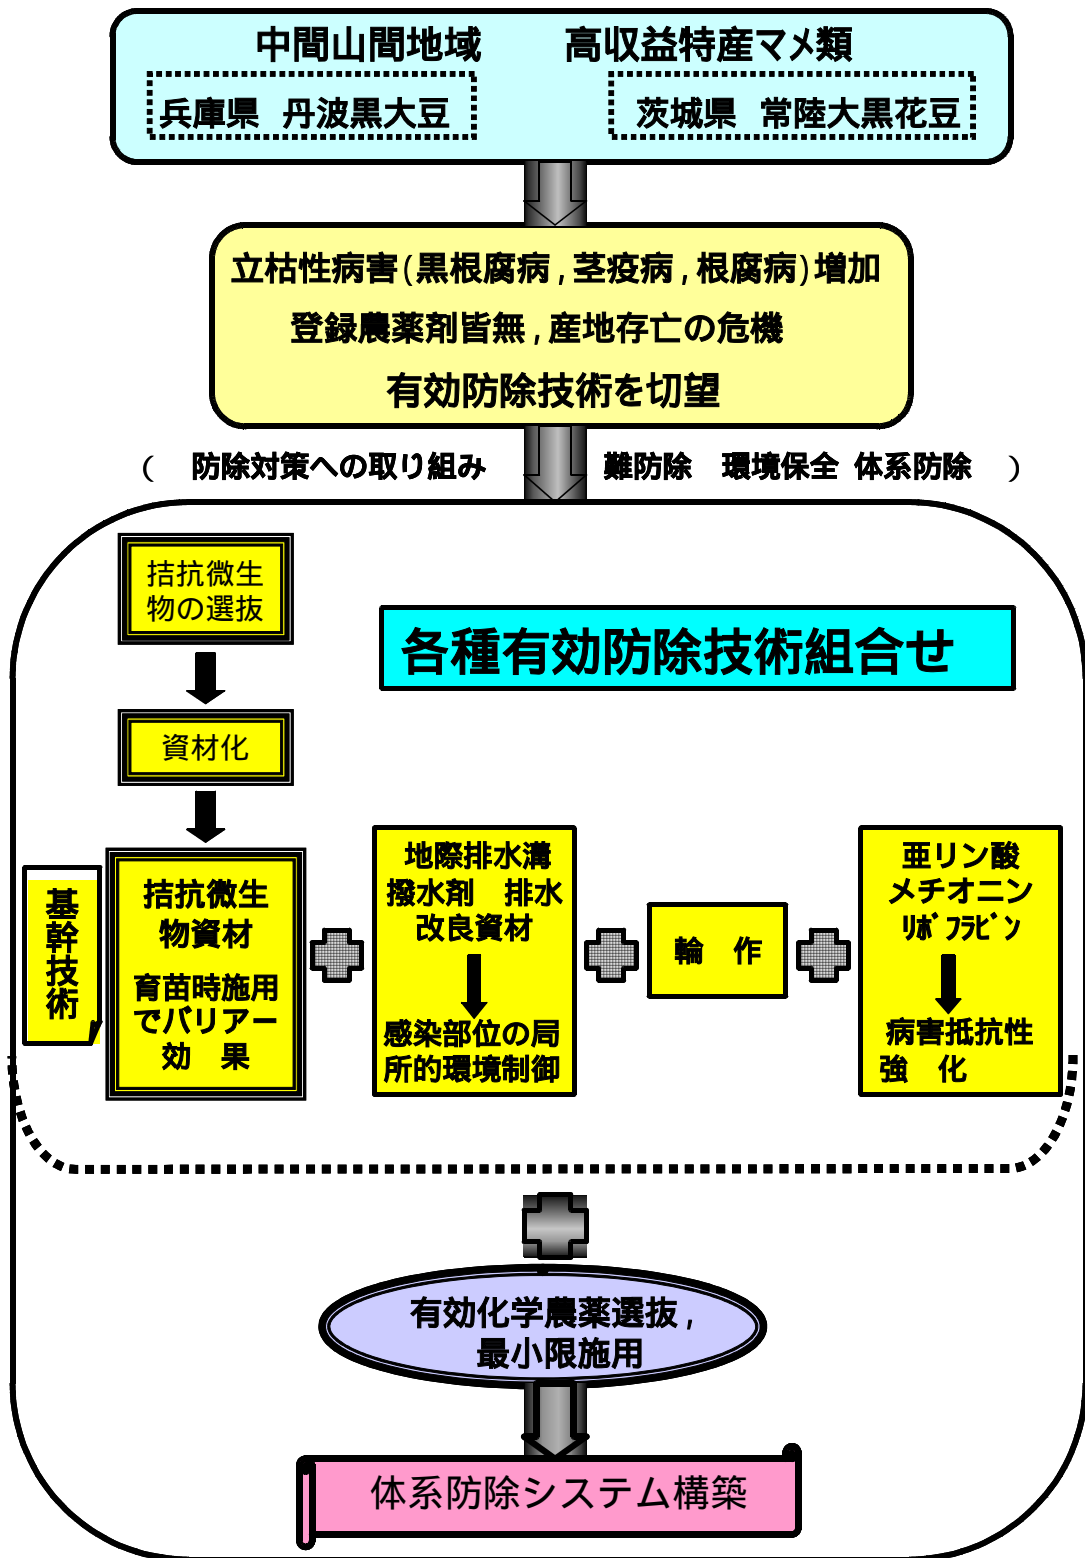 中間山間地域　　高収益特産マメ類
兵庫県　丹波黒大豆
茨城県　常陸大黒花豆
立枯性病害(黒根腐病,茎疫病,根腐病)増加
登録農薬剤皆無,産地存亡の危機
有効防除技術を切望
(　防除対策への取り組み　　難防除　環境保全 体系防除　)
拮抗微生
物の選抜
各種有効防除技術組合せ
資材化
基幹技術
拮抗微生
物資材
育苗時施用
でバリアー
効　果
地際排水溝
撥水剤　排水
改良資材
感染部位の局
所的環境制御
輪　作
亜リン酸
メチオニン
ﾘﾎﾞﾌﾗﾋﾞﾝ
病害抵抗性
強　化
有効化学農薬選抜,
最小限施用
体系防除システム構築